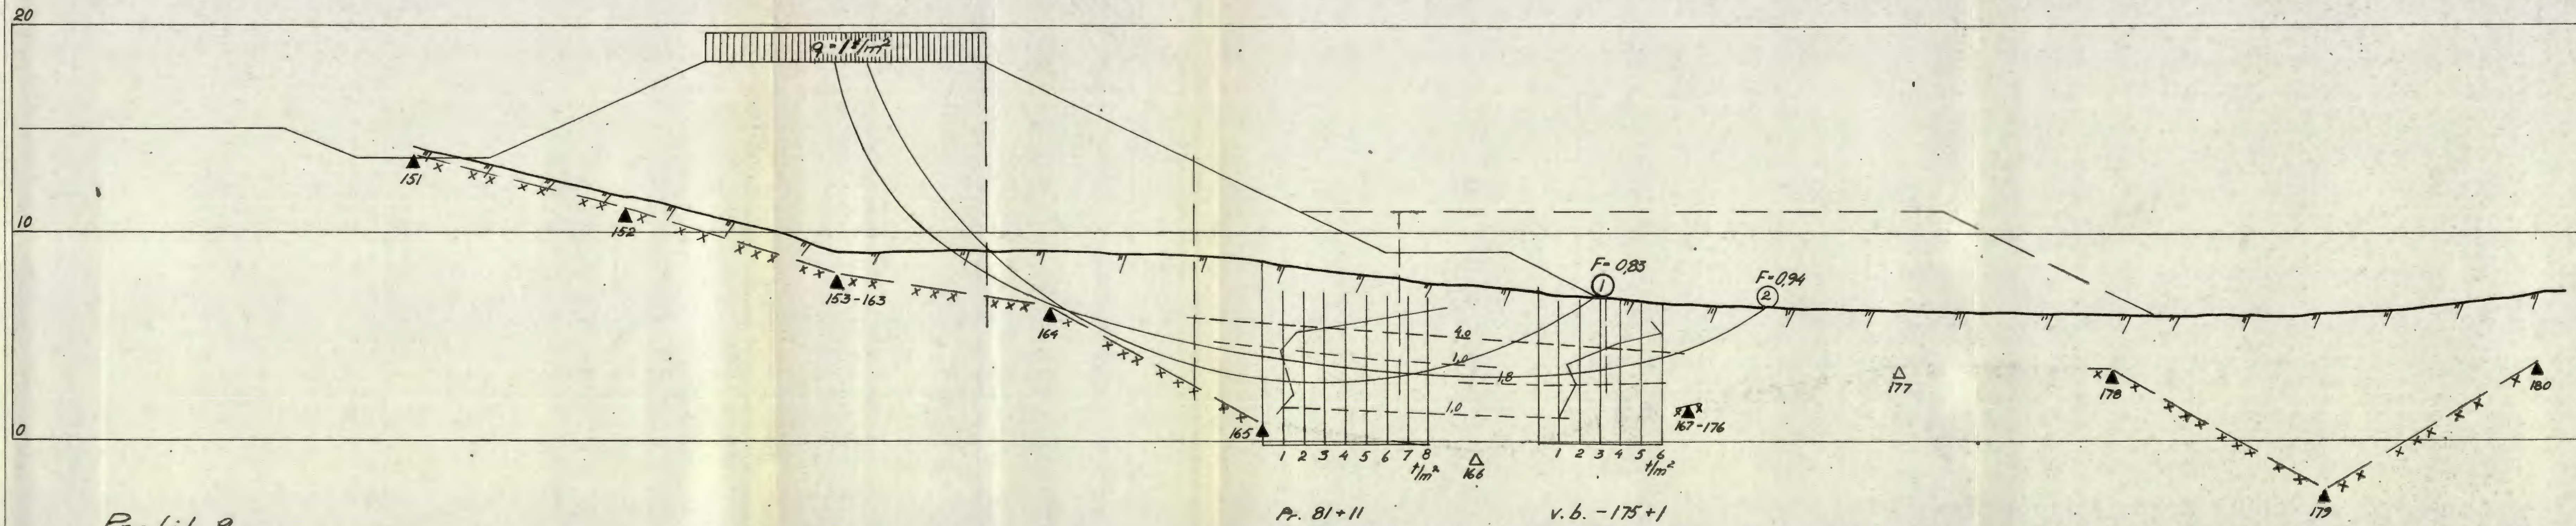 20
q = 1 t/m²
151
10
152
F= 0,83
1
F= 0,94
2
153-163
164
4,0
1,0
1,8
177
178
180
1,0
0
165
167-176
1 2 3 4 5 6 7 8
t/m²
166
1 2 3 4 5 6
t/m²
179
Pr. 81+11
v.b. - 175+1